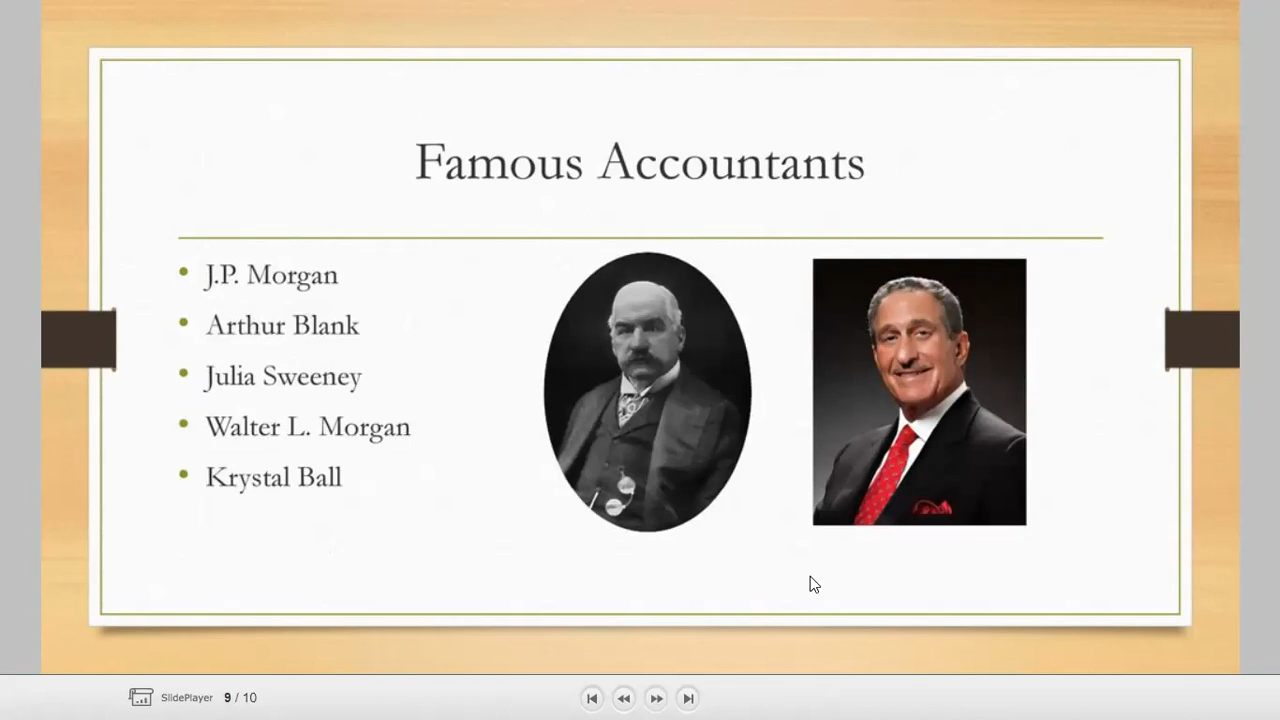 Famous Accountants
• J.P. Morgan
• Arthur Blank
• Julia Sweeney
• Walter L. Morgan
• Krystal Ball
SlidePlayer 9 / 10